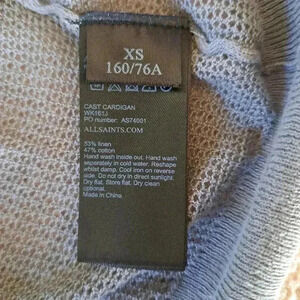 XS
160/76A
CAST CARDIGAN
WK161J
PO number: AS74001
ALLSAINTS.COM
53% linen
47% cotton
Hand wash inside out. Hand wash
seperately in cold water. Reshape
whilst damp. Cool iron on reverse
side. Do not dry in direct sunlight.
Dry flat. Store flat. Dry clean
optional.
Made in China